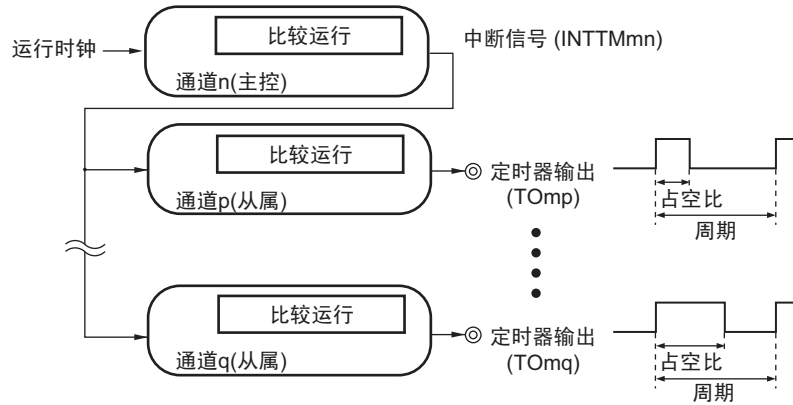 比较运行
运行时钟
中断信号 (INTTMmn)
通道n(主控)
比较运行
定时器输出
(TOmp)
通道p(从属)
占空比
周期
比较运行
定时器输出
(TOmq)
通道q(从属)
占空比
周期